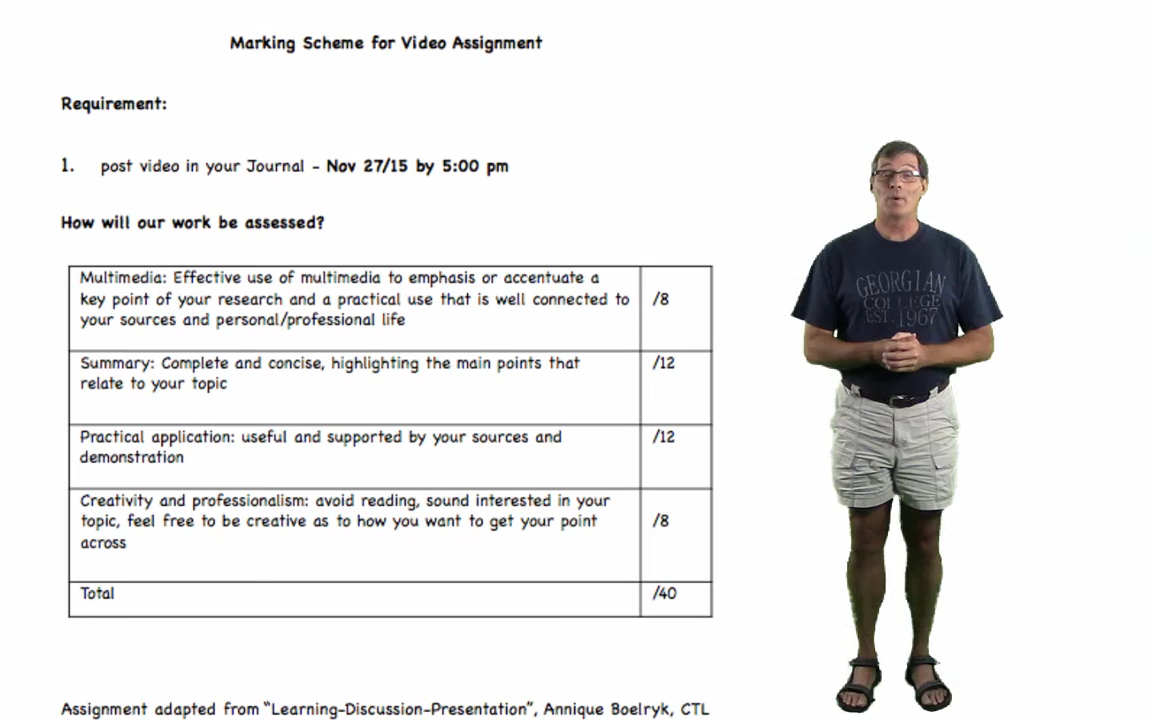 Marking Scheme for Video Assignment
Requirement:
1. post video in your Journal - Nov 27/15 by 5:00 pm
How will our work be assessed?
Multimedia: Effective use of multimedia to emphasis or accentuate a
key point of your research and a practical use that is well connected to
your sources and personal/professional life
/8
Summary: Complete and concise, highlighting the main points that
relate to your topic
/12
Practical application: useful and supported by your sources and
demonstration
/12
Creativity and professionalism: avoid reading, sound interested in your
topic, feel free to be creative as to how you want to get your point
across
/8
Total /40
Assignment adapted from "Learning-Discussion-Presentation", Annique Boelryk, CTL
GEORGIAN
COLLEGE
EST. 1967